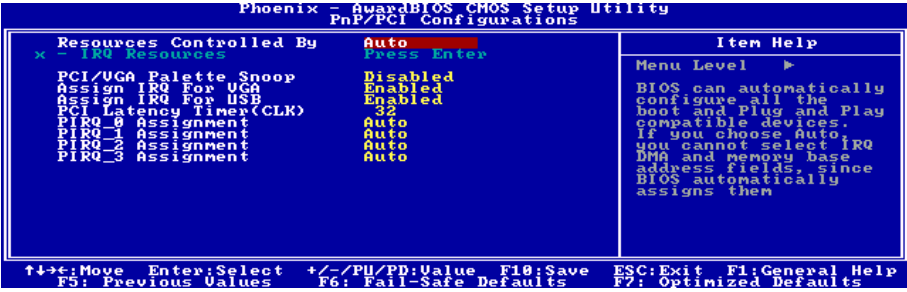 Phoenix - AwardBIOS CMOS Setup Utility
PnP/PCI Configurations
Resources Controlled By Auto
x - IRQ Resources Press Enter
PCI/VGA Palette Snoop Disabled
Assign IRQ For VGA Enabled
Assign IRQ For USB Enabled
PCI Latency Timer(CLK) 32
PIRQ_0 Assignment Auto
PIRQ_1 Assignment Auto
PIRQ_2 Assignment Auto
PIRQ_3 Assignment Auto
Item Help
Menu Level ►
BIOS can automatically
configure all the
boot and Plug and Play
compatible devices.
If you choose Auto,
you cannot select IRQ
DMA and memory base
address fields, since
BIOS automatically
assigns them
↑↓→←:Move Enter:Select +/-/PU/PD:Value F10:Save ESC:Exit F1:General Help
F5: Previous Values F6: Fail-Safe Defaults F7: Optimized Defaults